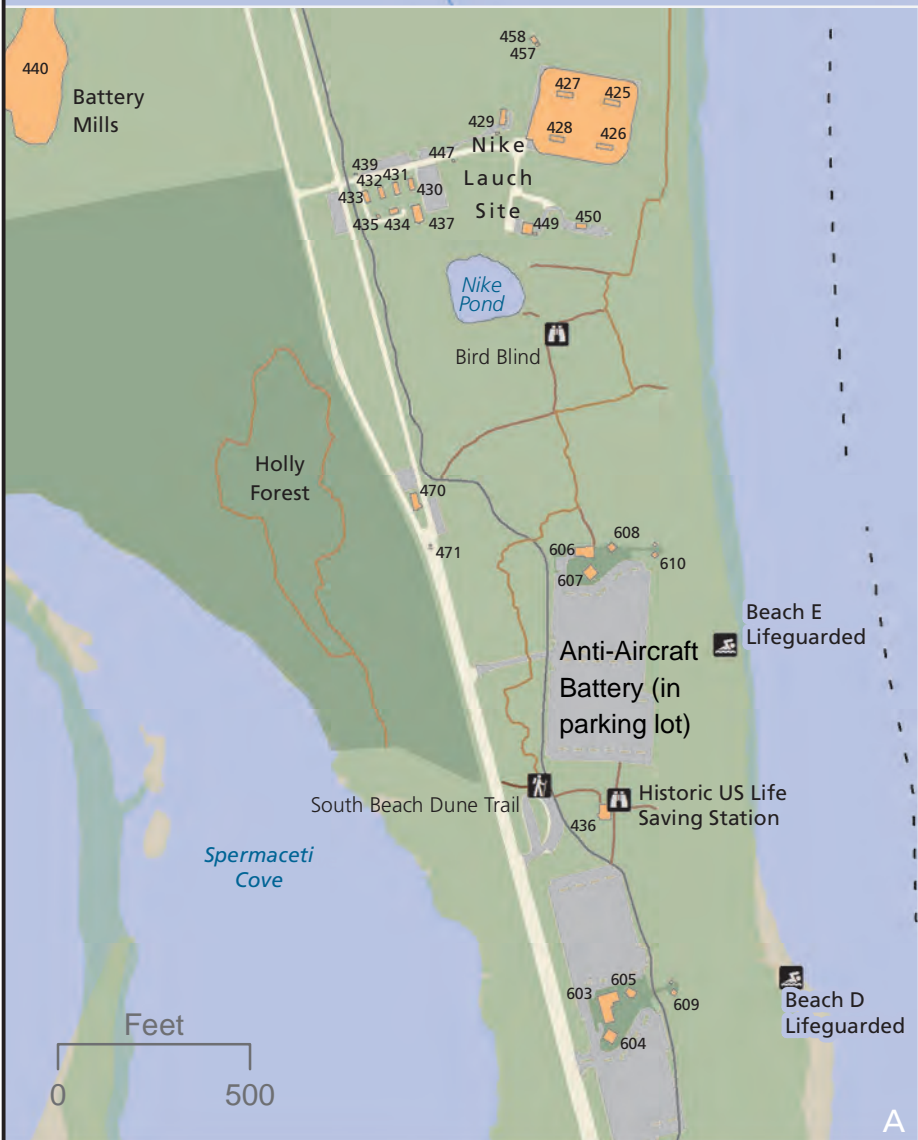 458
457
440
Battery
Mills
427
425
429
428
426
Nike
447
439
432
431
433
430
Lauch
Site
435
434
437
449
450
Nike
Pond
Bird Blind
Holly
Forest
470
471
606
608
607
610
Beach E
Lifeguarded
Anti-Aircraft
Battery (in
parking lot)
South Beach Dune Trail
436
Historic US Life
Saving Station
Spermaceti
Cove
603
605
609
604
Beach D
Lifeguarded
Feet
0
500
A